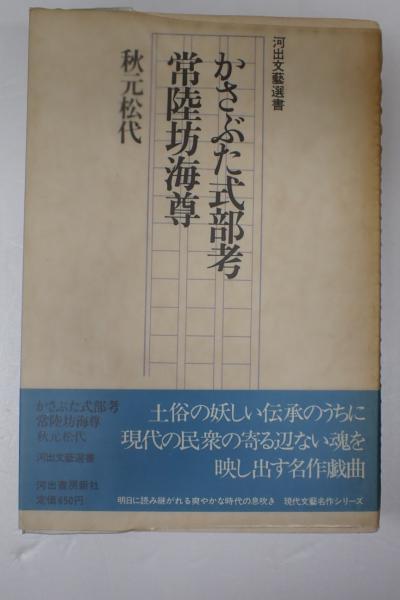 河出文藝選書
かさぶた式部考
常陸坊海尊
秋元松代
土俗の妖しい伝承のうちに
現代の民衆の寄る辺ない魂を
映し出す名作戯曲
明日に読み継がれる爽やかな時代の息吹き 現代文藝名作シリーズ
かさぶた式部考
常陸坊海尊
秋元松代
河出文藝選書
河出書房新社
定価650円